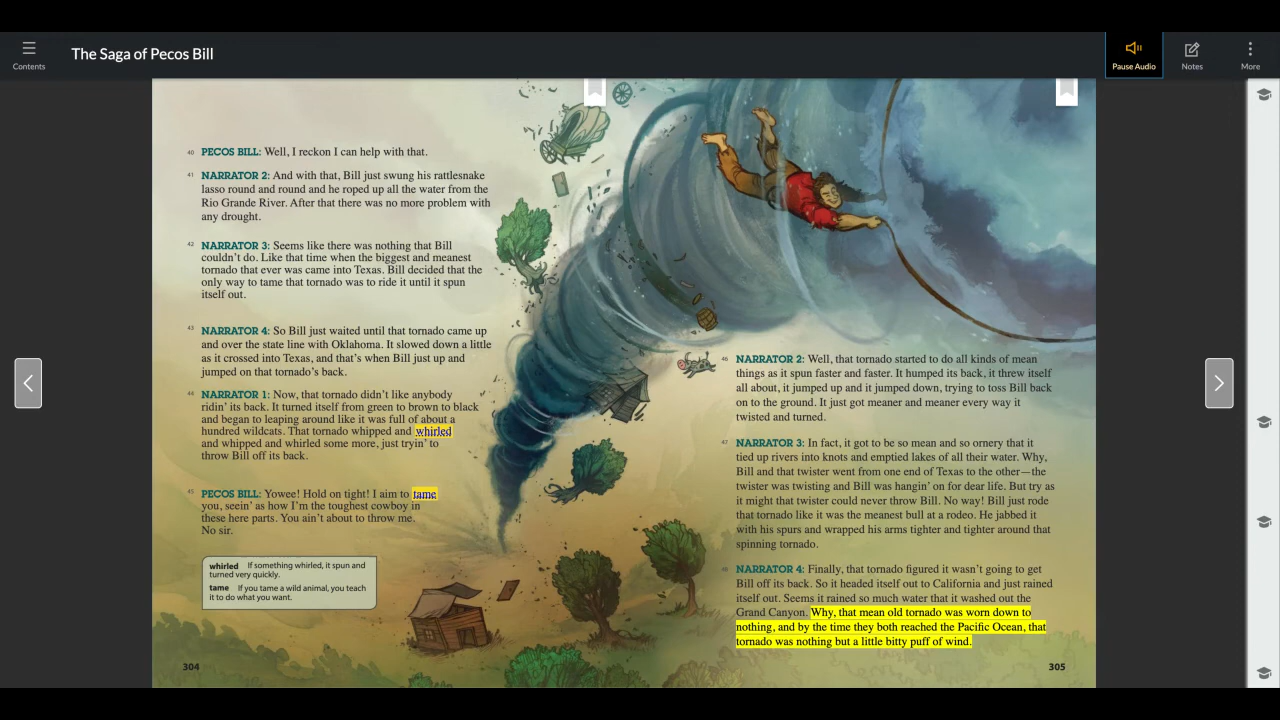 Contents
The Saga of Pecos Bill
Pause Audio
Notes
More
40 PECOS BILL: Well, I reckon I can help with that.
41 NARRATOR 2: And with that, Bill just swung his rattlesnake
lasso round and round and he roped up all the water from the
Rio Grande River. After that there was no more problem with
any drought.
42 NARRATOR 3: Seems like there was nothing that Bill
couldn't do. Like that time when the biggest and meanest
tornado that ever was came into Texas. Bill decided that the
only way to tame that tornado was to ride it until it spun
itself out.
43 NARRATOR 4: So Bill just waited until that tornado came up
and over the state line with Oklahoma. It slowed down a little
as it crossed into Texas, and that's when Bill just up and
jumped on that tornado's back.
44 NARRATOR 1: Now, that tornado didn't like anybody
ridin' its back. It turned itself from green to brown to black
and began to leaping around like it was full of about a
hundred wildcats. That tornado whipped and whirled
and whipped and whirled some more, just tryin' to
throw Bill off its back.
45 PECOS BILL: Yowee! Hold on tight! I aim to tame
you, seein' as how I'm the toughest cowboy in
these here parts. You ain't about to throw me.
No sir.
whirled If something whirled, it spun and
turned very quickly.
tame If you tame a wild animal, you teach
it to do what you want.
304
46 NARRATOR 2: Well, that tornado started to do all kinds of mean
things as it spun faster and faster. It humped its back, it threw itself
all about, it jumped up and it jumped down, trying to toss Bill back
on to the ground. It just got meaner and meaner every way it
twisted and turned.
47 NARRATOR 3: In fact, it got to be so mean and so ornery that it
tied up rivers into knots and emptied lakes of all their water. Why,
Bill and that twister went from one end of Texas to the other—the
twister was twisting and Bill was hangin' on for dear life. But try as
it might that twister could never throw Bill. No way! Bill just rode
that tornado like it was the meanest bull at a rodeo. He jabbed it
with his spurs and wrapped his arms tighter and tighter around that
spinning tornado.
48 NARRATOR 4: Finally, that tornado figured it wasn't going to get
Bill off its back. So it headed itself out to California and just rained
itself out. Seems it rained so much water that it washed out the
Grand Canyon. Why, that mean old tornado was worn down to
nothing, and by the time they both reached the Pacific Ocean, that
tornado was nothing but a little bitty puff of wind.
305